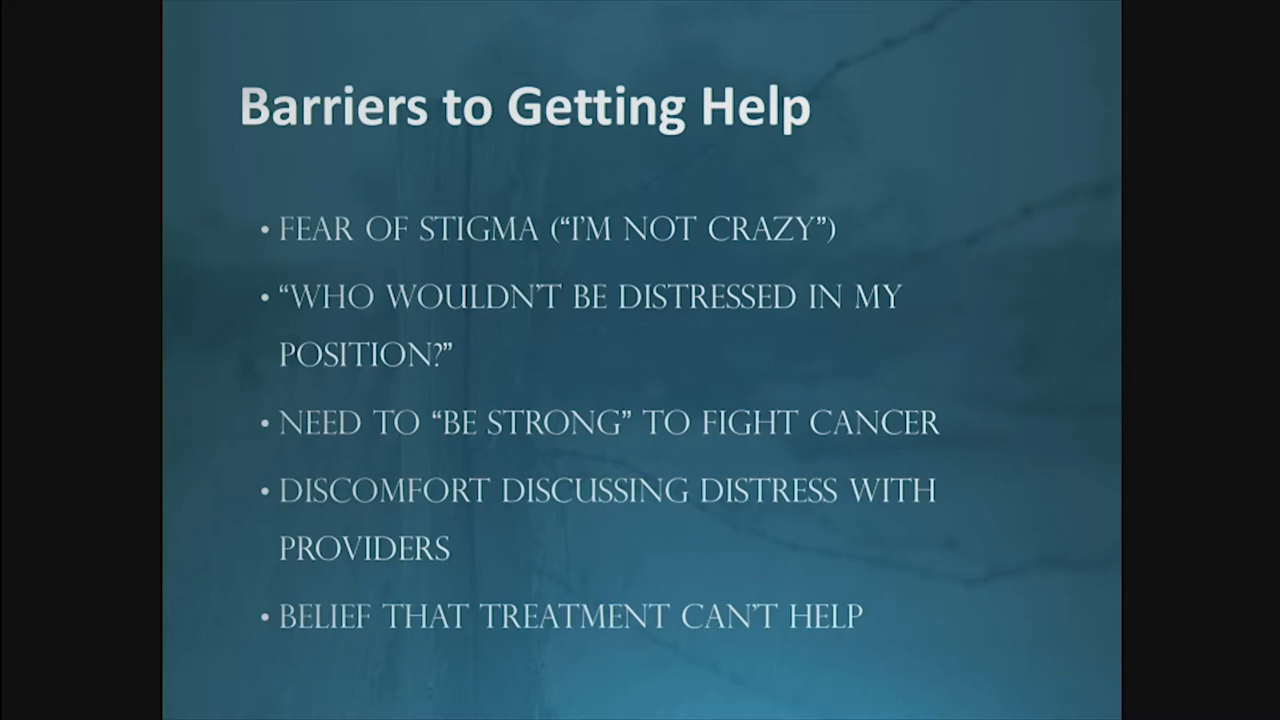 Barriers to Getting Help
• FEAR OF STIGMA (“I’M NOT CRAZY”)
• “WHO WOULDN’T BE DISTRESSED IN MY
POSITION?”
• NEED TO “BE STRONG” TO FIGHT CANCER
• DISCOMFORT DISCUSSING DISTRESS WITH
PROVIDERS
• BELIEF THAT TREATMENT CAN’T HELP